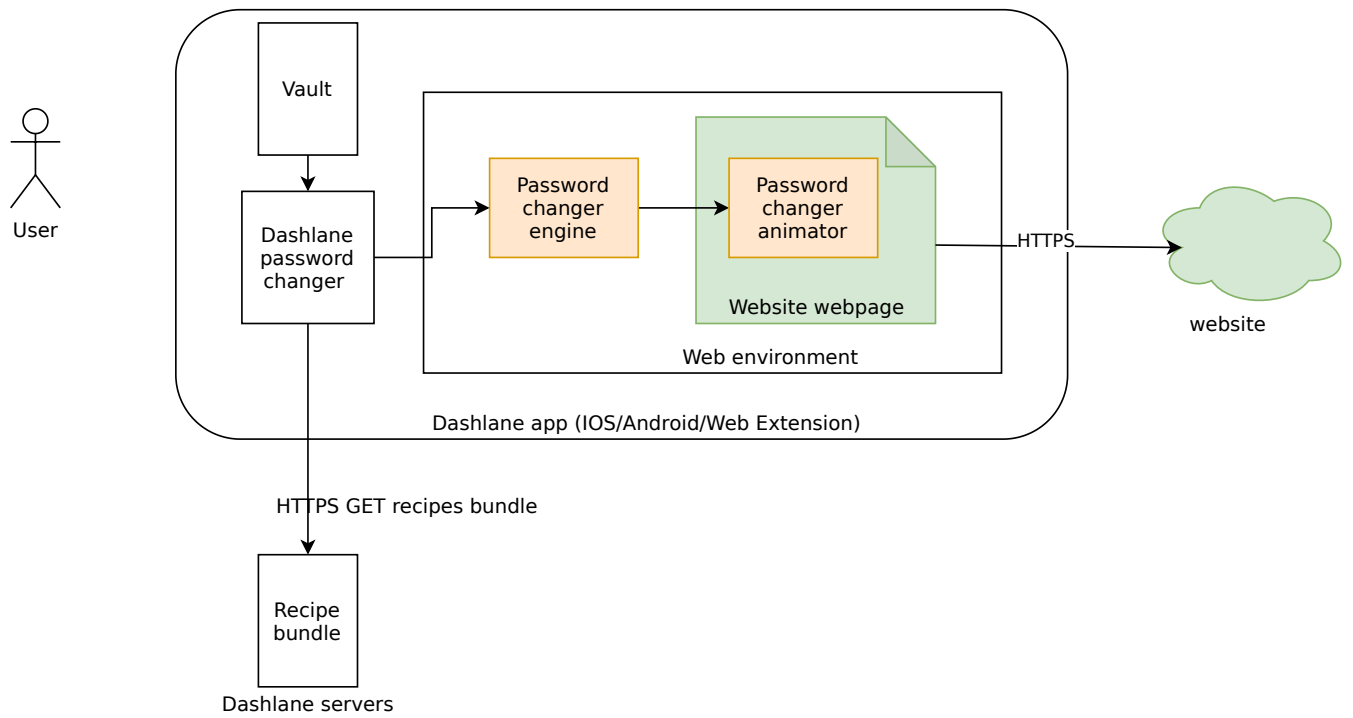 Vault
User
Dashlane
password
changer
Password
changer
engine
Password
changer
animator
Website webpage
Web environment
HTTPS
website
Dashlane app (IOS/Android/Web Extension)
HTTPS GET recipes bundle
Recipe
bundle
Dashlane servers